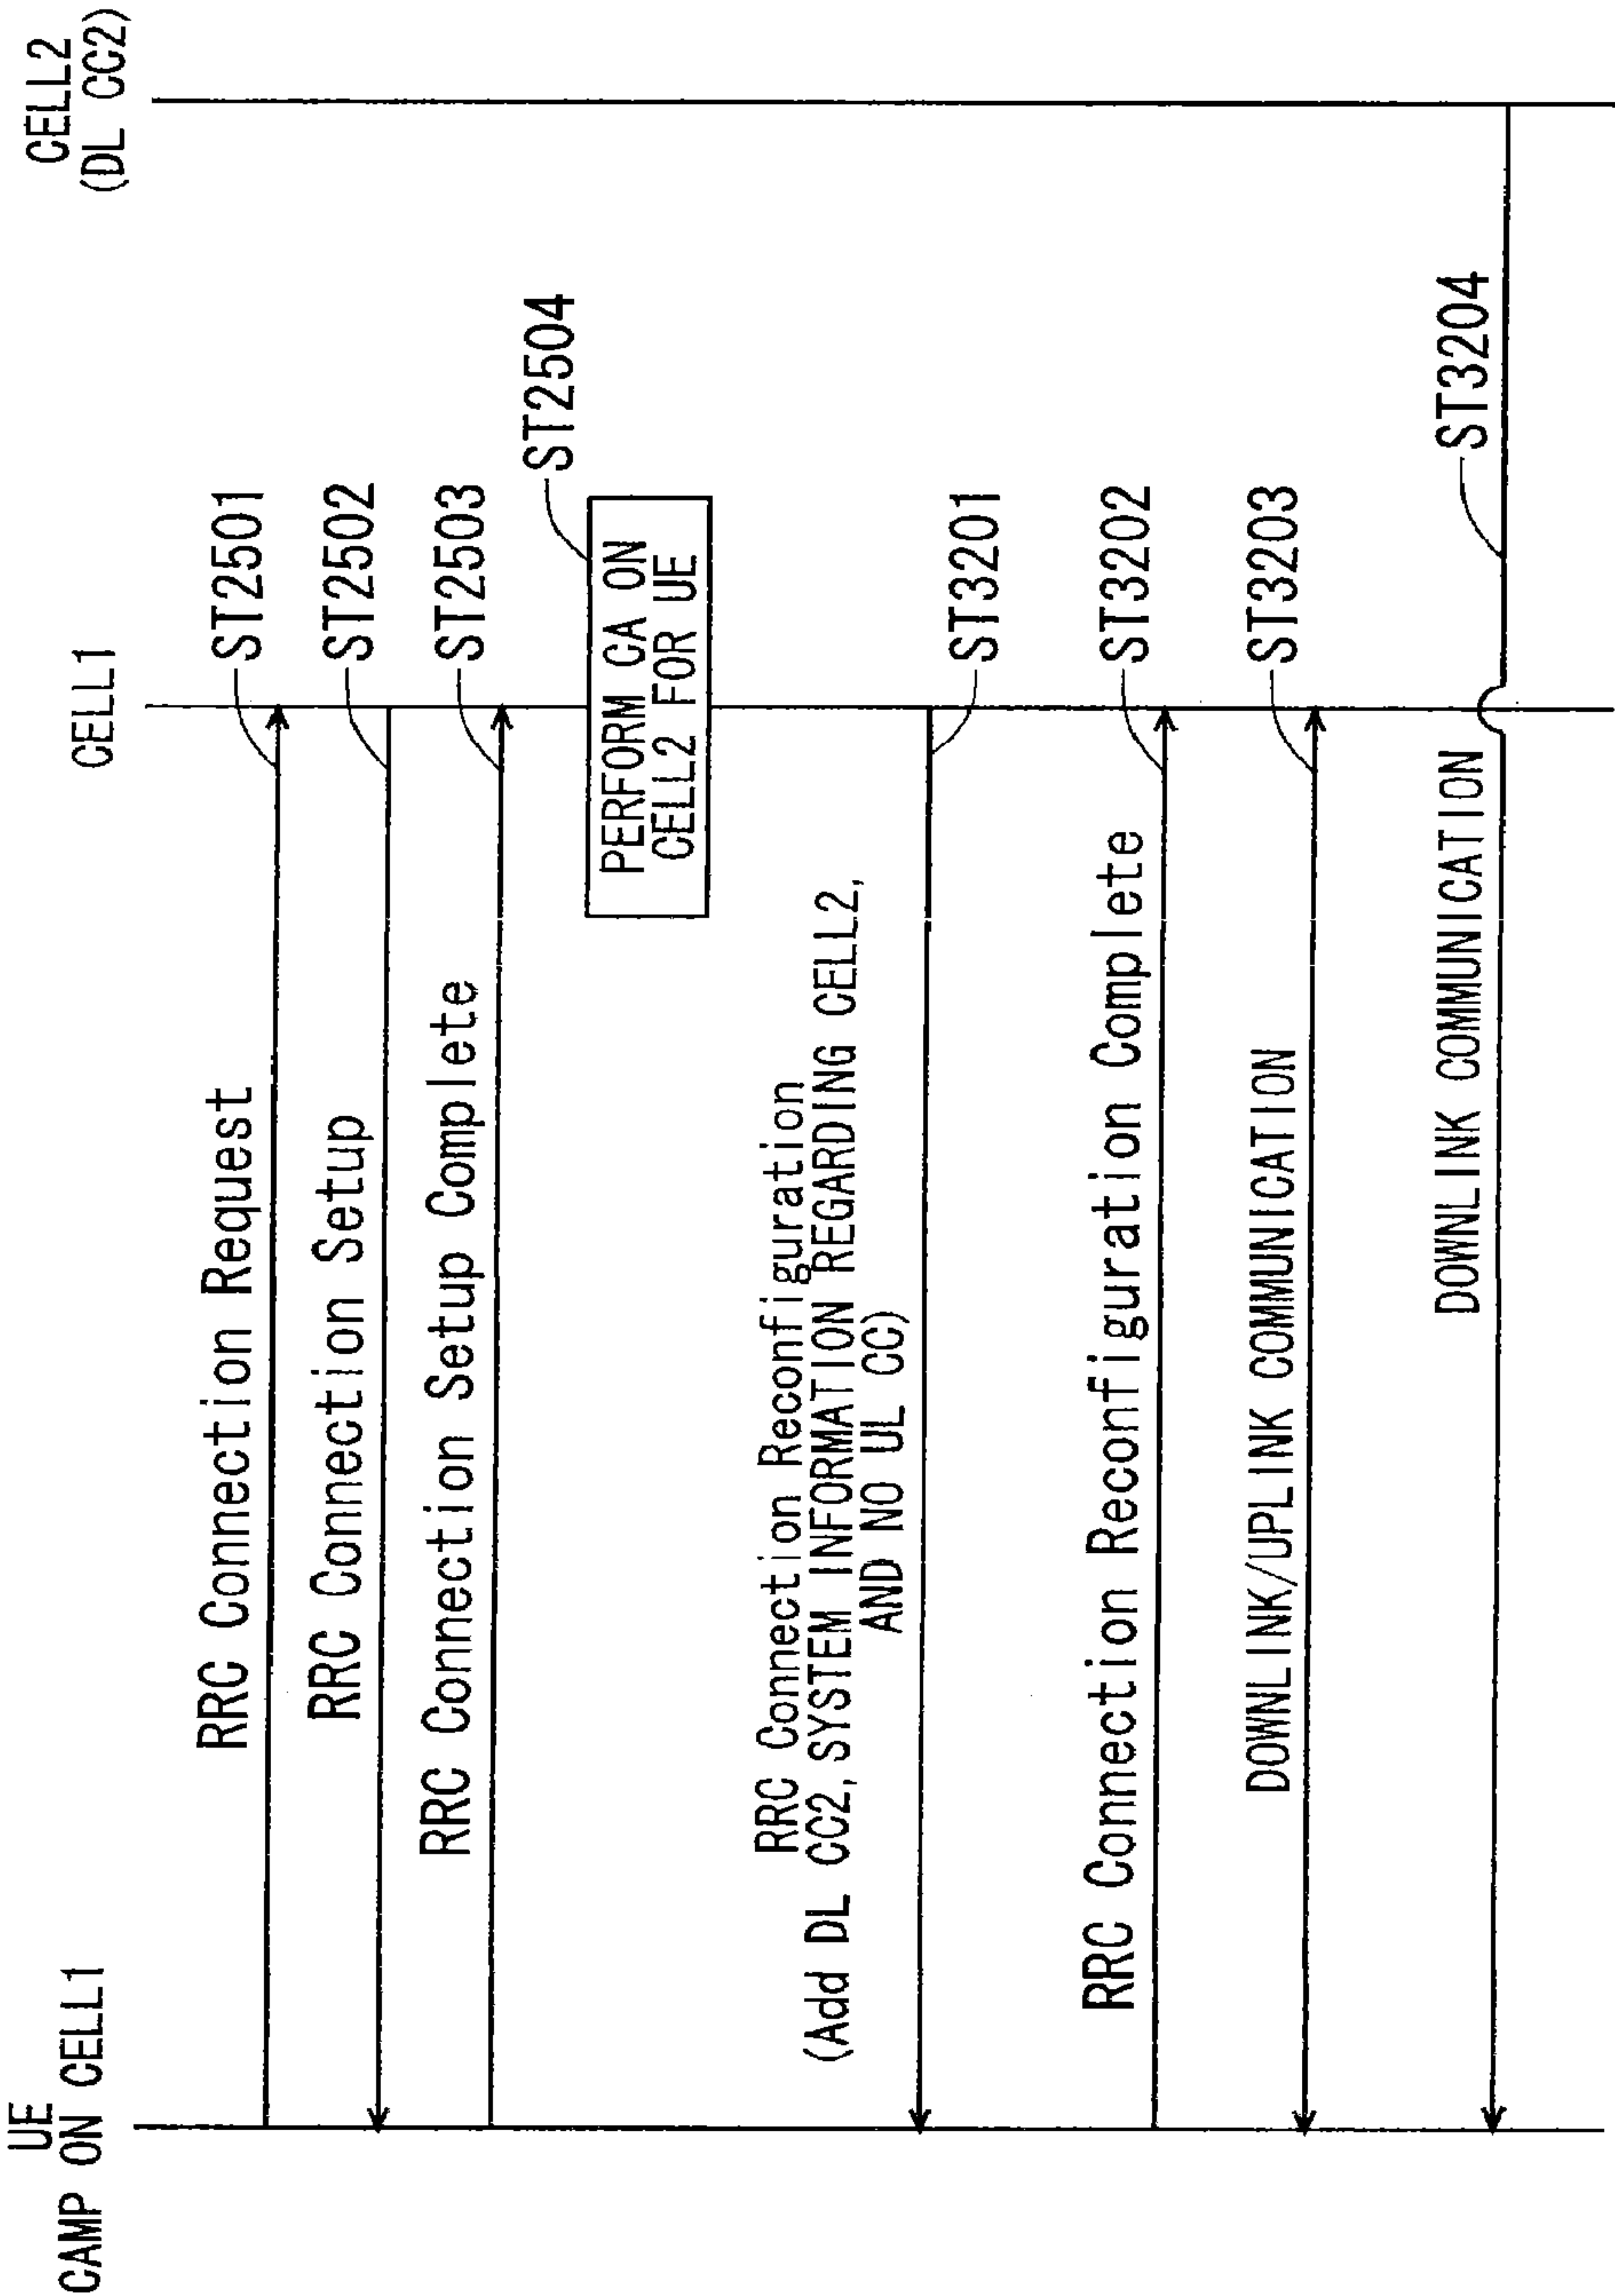 UE
CAMP ON CELL1
CELL1
CELL2
(DL CC2)
RRC Connection Request
ST2501
RRC Connection Setup
ST2502
RRC Connection Setup Complete
ST2503
ST2504
PERFORM CA ON
CELL2 FOR UE
RRC Connection Reconfiguration
(Add DL CC2, SYSTEM INFORMATION REGARDING CELL2,
AND NO UL CC)
ST3201
RRC Connection Reconfiguration Complete
ST3202
DOWNLINK/UPLINK COMMUNICATION
ST3203
DOWNLINK COMMUNICATION
ST3204